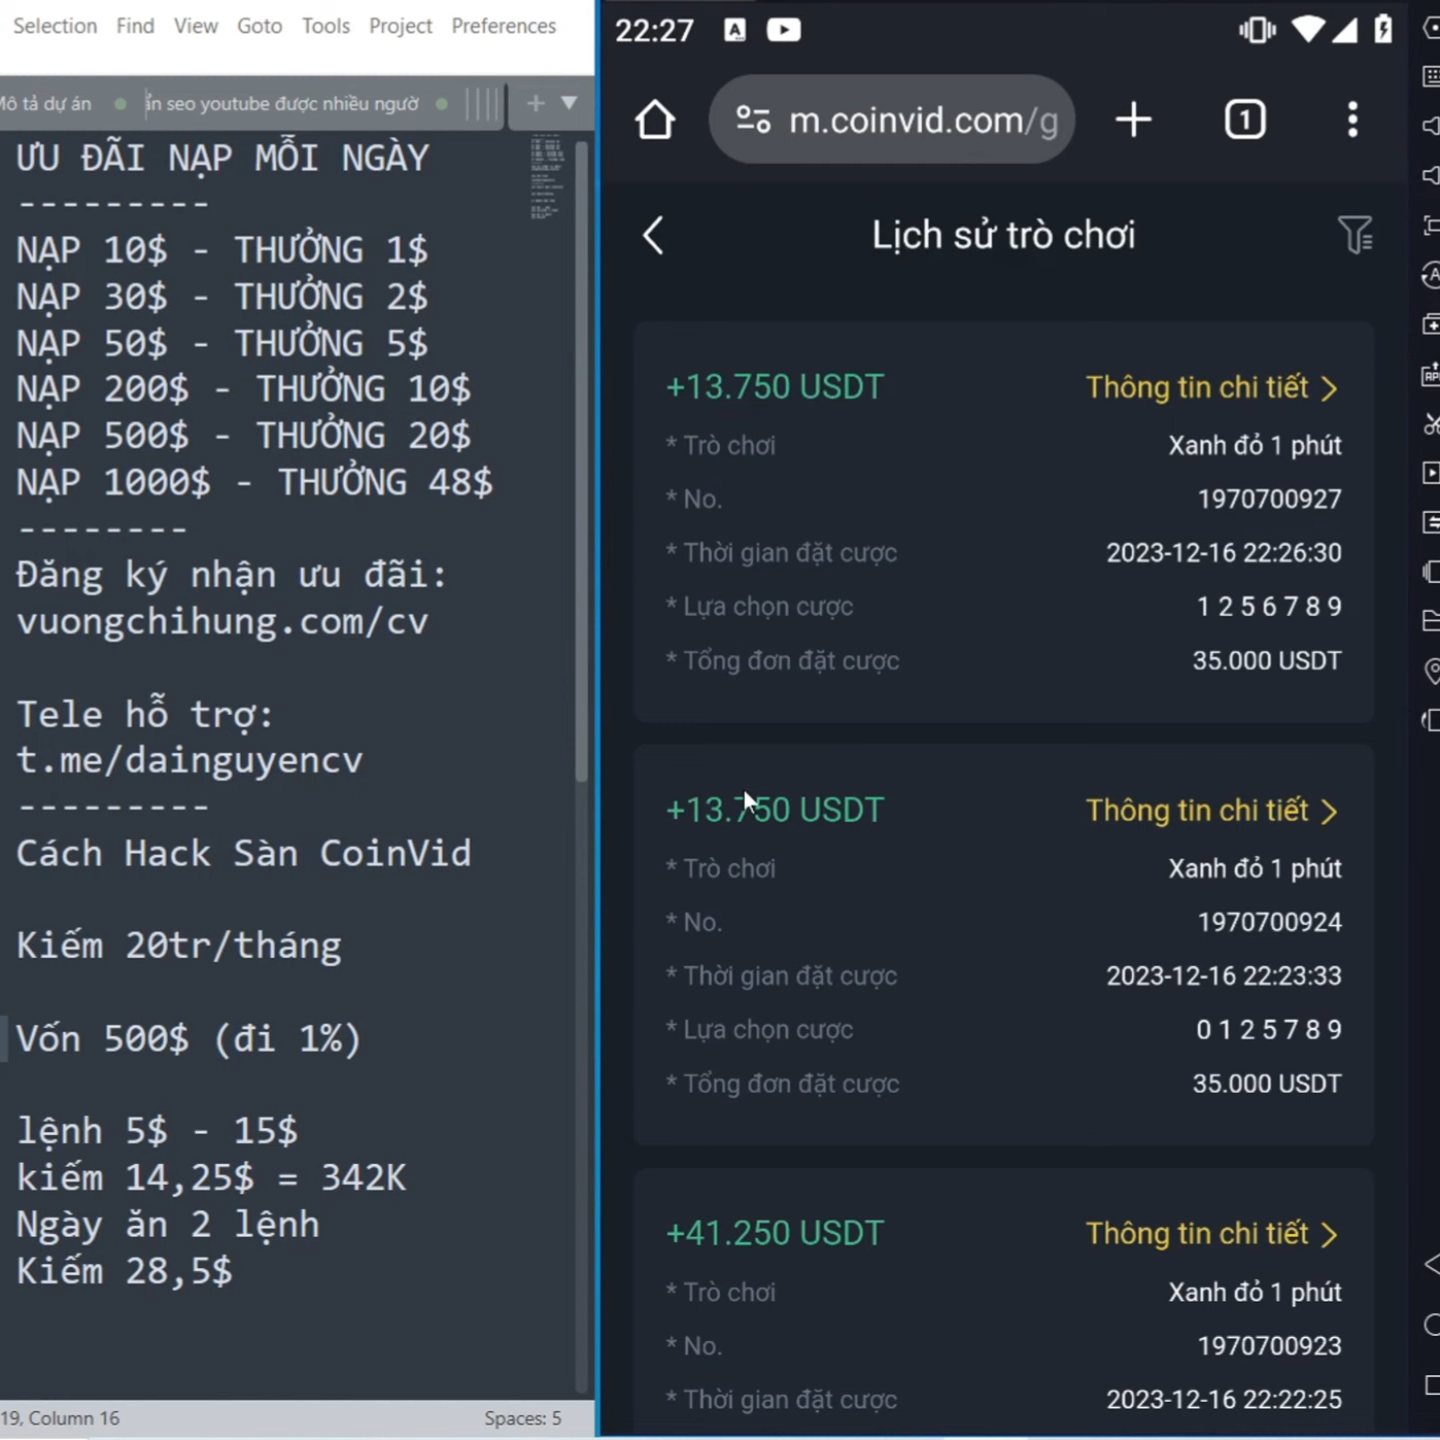 Selection Find View Goto Tools Project Preferences
Mô tả dự án
ẩn seo youtube được nhiều ngườ
+
ƯU ĐÃI NẠP MỖI NGÀY
---------
NẠP 10$ - THƯỞNG 1$
NẠP 30$ - THƯỞNG 2$
NẠP 50$ - THƯỞNG 5$
NẠP 200$ - THƯỞNG 10$
NẠP 500$ - THƯỞNG 20$
NẠP 1000$ - THƯỞNG 48$
--------
Đăng ký nhận ưu đãi:
vuongchihung.com/cv
Tele hỗ trợ:
t.me/dainguyencv
---------
Cách Hack Sàn CoinVid
Kiếm 20tr/tháng
Vốn 500$ (đi 1%)
lệnh 5$ - 15$
kiếm 14,25$ = 342K
Ngày ăn 2 lệnh
Kiếm 28,5$
19, Column 16
Spaces: 5
22:27
m.coinvid.com/g
1
Lịch sử trò chơi
+13.750 USDT Thông tin chi tiết
* Trò chơi Xanh đỏ 1 phút
* No. 1970700927
* Thời gian đặt cược 2023-12-16 22:26:30
* Lựa chọn cược 1 2 5 6 7 8 9
* Tổng đơn đặt cược 35.000 USDT
+13.750 USDT Thông tin chi tiết
* Trò chơi Xanh đỏ 1 phút
* No. 1970700924
* Thời gian đặt cược 2023-12-16 22:23:33
* Lựa chọn cược 0 1 2 5 7 8 9
* Tổng đơn đặt cược 35.000 USDT
+41.250 USDT Thông tin chi tiết
* Trò chơi Xanh đỏ 1 phút
* No. 1970700923
* Thời gian đặt cược 2023-12-16 22:22:25